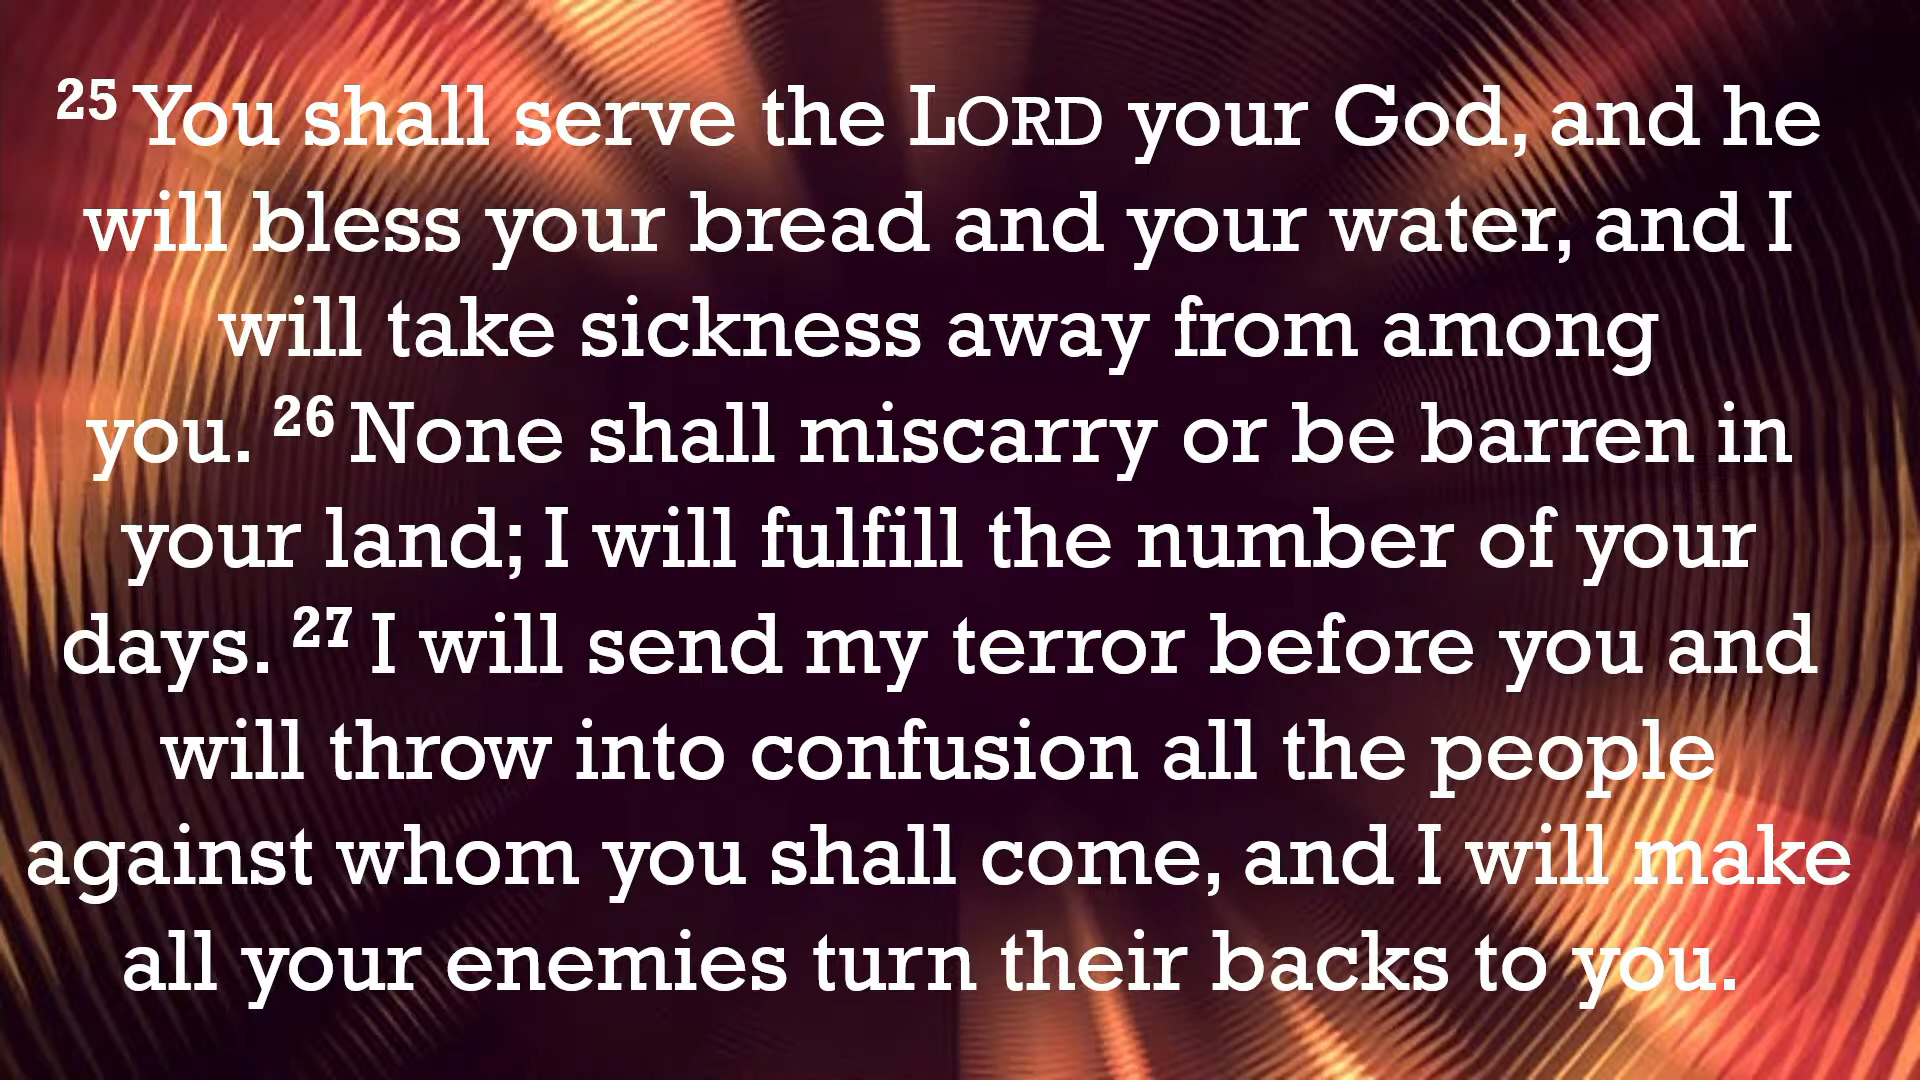 25 You shall serve the LORD your God, and he
will bless your bread and your water, and I
will take sickness away from among
you. 26 None shall miscarry or be barren in
your land; I will fulfill the number of your
days. 27 I will send my terror before you and
will throw into confusion all the people
against whom you shall come, and I will make
all your enemies turn their backs to you.